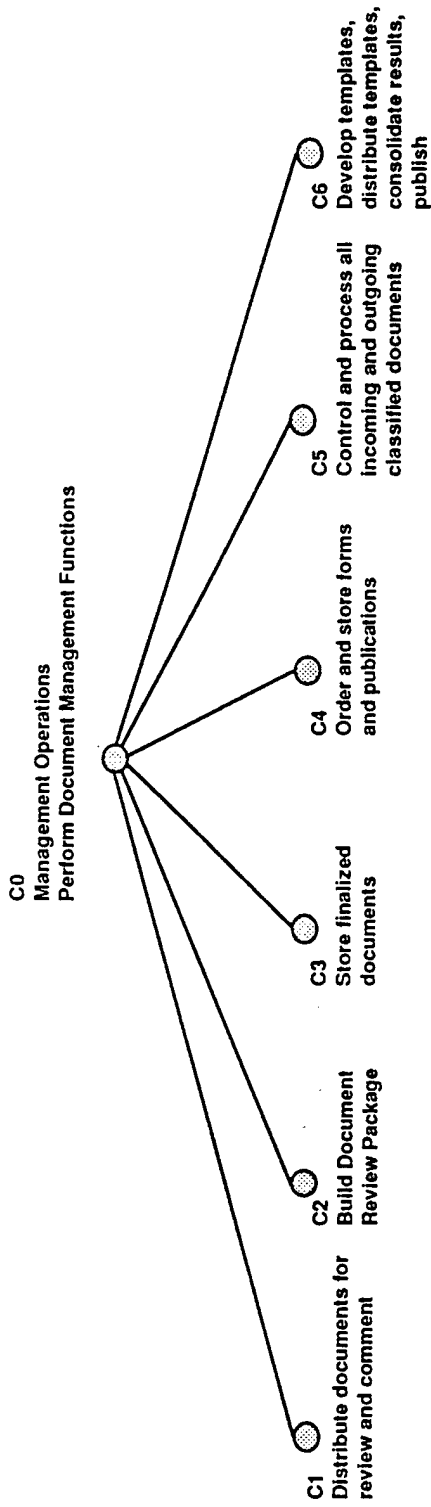 C0
Management Operations
Perform Document Management Functions
C1
Distribute documents for
review and comment
C2
Build Document
Review Package
C3
Store finalized
documents
C4
Order and store forms
and publications
C5
Control and process all
incoming and outgoing
classified documents
C6
Develop templates,
distribute templates,
consolidate results,
publish